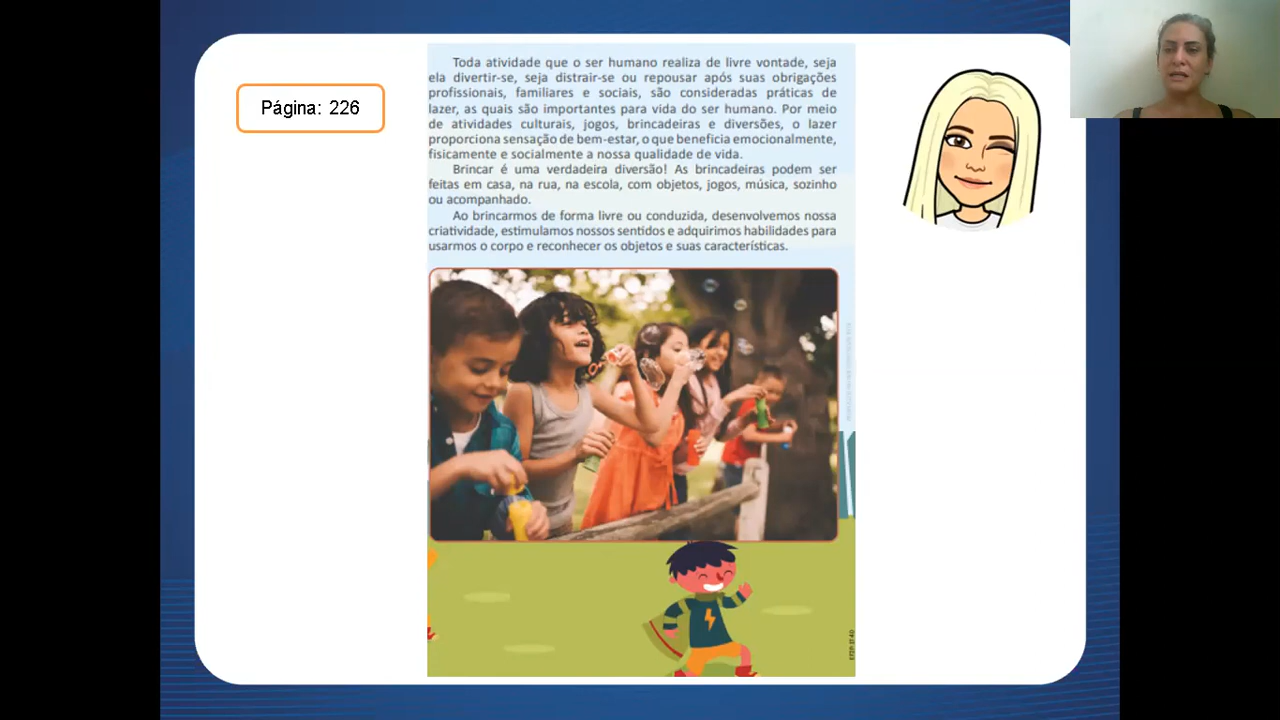 Página: 226
Toda atividade que o ser humano realiza de livre vontade, seja
ela divertir-se, seja distrair-se ou repousar após suas obrigações
profissionais, familiares e sociais, são consideradas práticas de
lazer, as quais são importantes para vida do ser humano. Por meio
de atividades culturais, jogos, brincadeiras e diversões, o lazer
proporciona sensação de bem-estar, o que beneficia emocionalmente,
fisicamente e socialmente a nossa qualidade de vida.
Brincar é uma verdadeira diversão! As brincadeiras podem ser
feitas em casa, na rua, na escola, com objetos, jogos, música, sozinho
ou acompanhado.
Ao brincarmos de forma livre ou conduzida, desenvolvemos nossa
criatividade, estimulamos nossos sentidos e adquirimos habilidades para
usarmos o corpo e reconhecer os objetos e suas características.